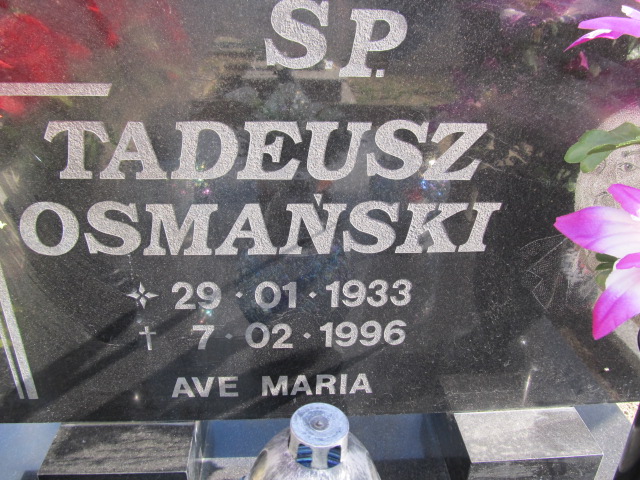 Ś.P.
TADEUSZ
OSMAŃSKI
29 · 01 · 1933
† 7 · 02 · 1996
AVE MARIA